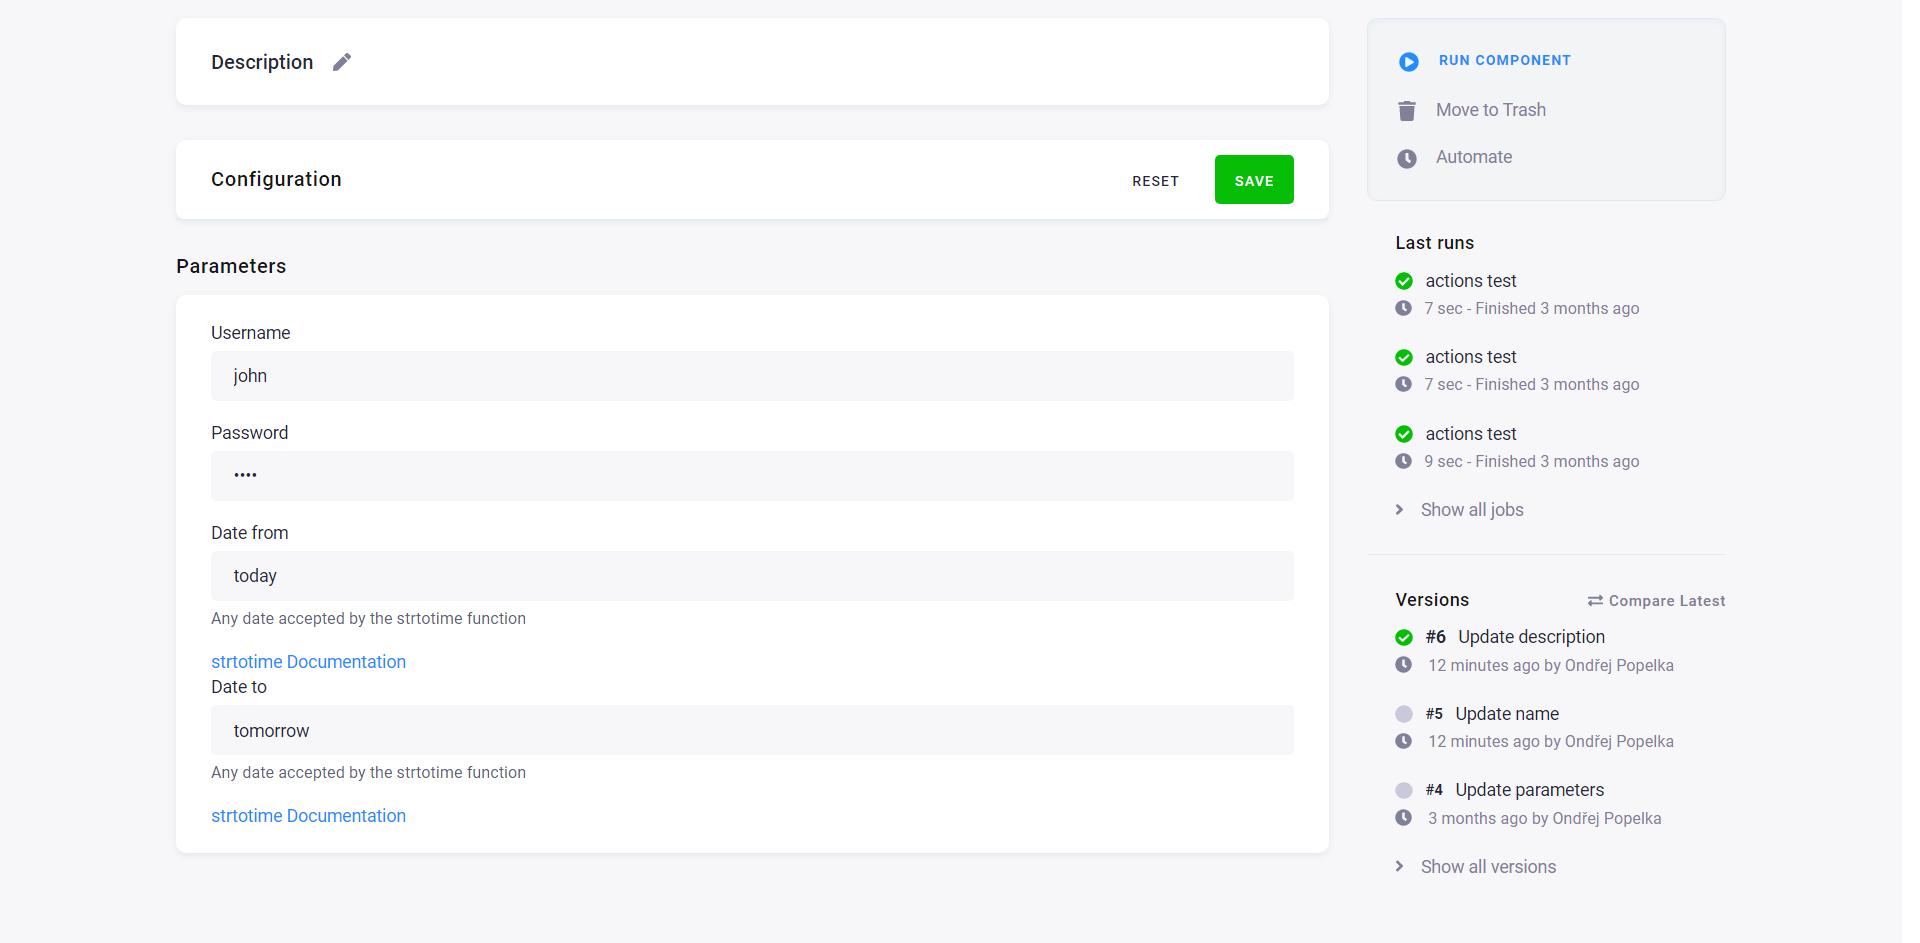 Description
Configuration
RESET
SAVE
Parameters
Username
john
Password
••••
Date from
today
Any date accepted by the strtotime function
strtotime Documentation
Date to
tomorrow
Any date accepted by the strtotime function
strtotime Documentation
RUN COMPONENT
Move to Trash
Automate
Last runs
actions test
7 sec - Finished 3 months ago
actions test
7 sec - Finished 3 months ago
actions test
9 sec - Finished 3 months ago
Show all jobs
Versions
Compare Latest
#6 Update description
12 minutes ago by Ondřej Popelka
#5 Update name
12 minutes ago by Ondřej Popelka
#4 Update parameters
3 months ago by Ondřej Popelka
Show all versions